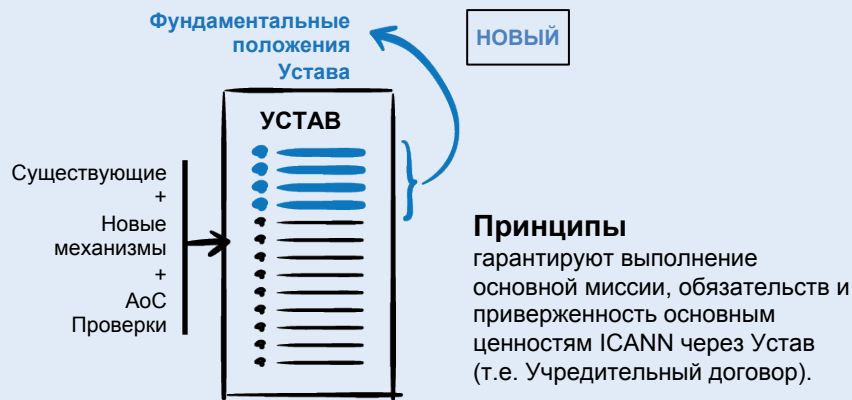 Фундаментальные
положения
Устава
НОВЫЙ
УСТАВ
Существующие
+
Новые
механизмы
+
AoC
Проверки
Принципы
гарантируют выполнение
основной миссии, обязательств и
приверженность основным
ценностям ICANN через Устав
(т.е. Учредительный договор).